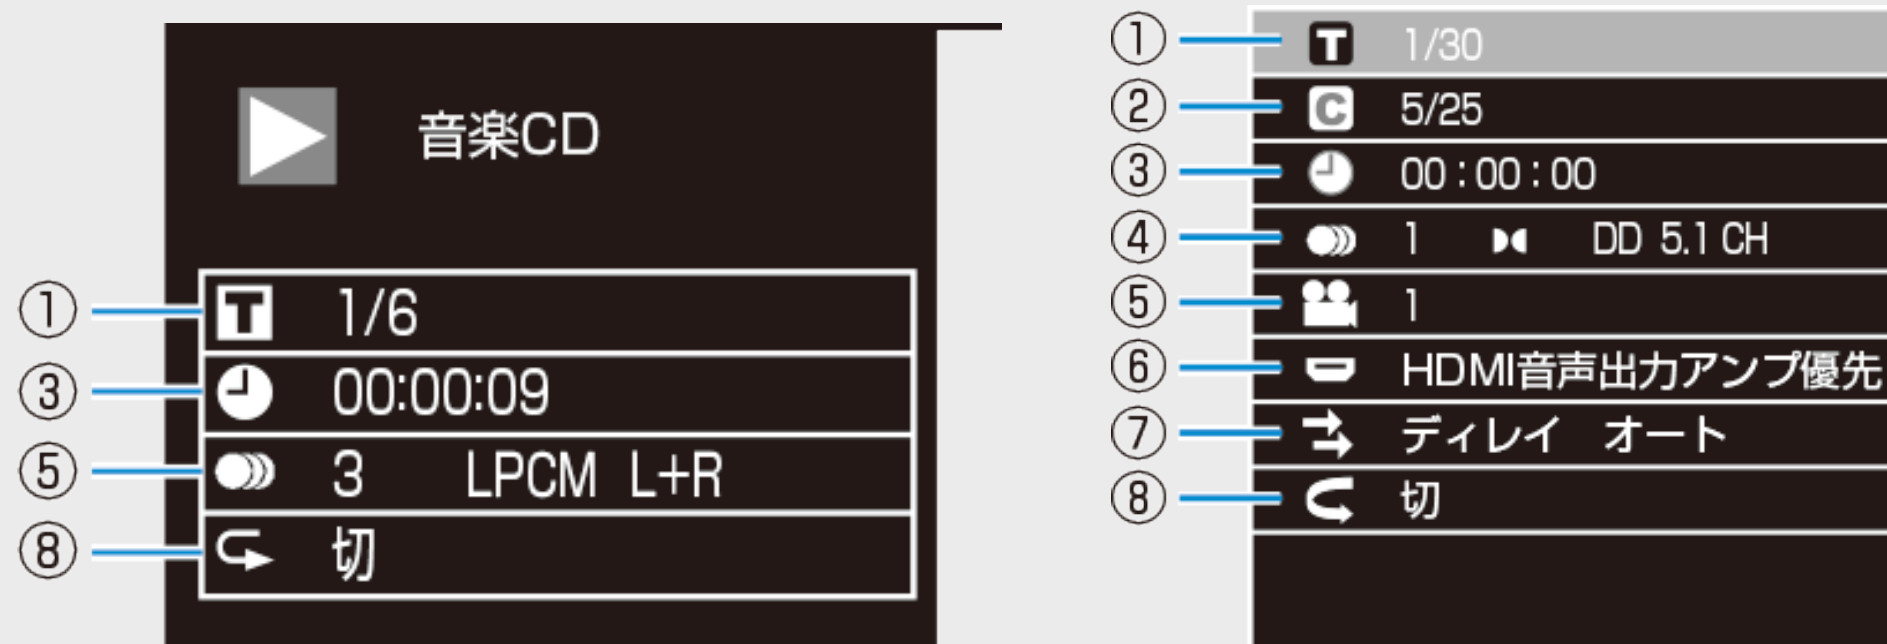 音楽CD
① T 1/6
③ 00:00:09
⑤ 3 LPCM L+R
⑧ 切
① T 1/30
② C 5/25
③ 00:00:00
④ 1 DD 5.1 CH
⑤ 1
⑥ HDMI音声出力アンプ優先
⑦ ディレイ オート
⑧ 切